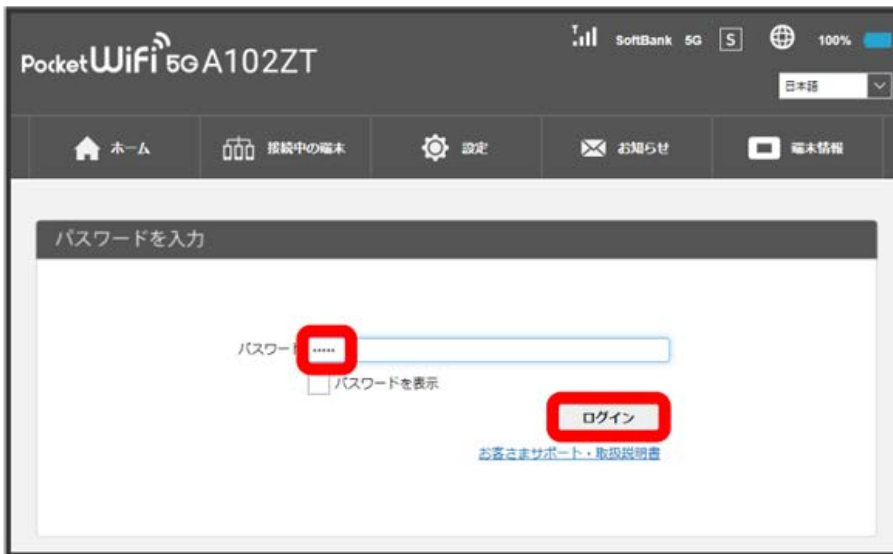 SoftBank 5G S 100%
PocketWiFi 5G A102ZT
日本語
ホーム 接続中の端末 設定 お知らせ 端末情報
パスワードを入力
パスワード •••••
パスワードを表示
ログイン
お客さまサポート・取扱説明書